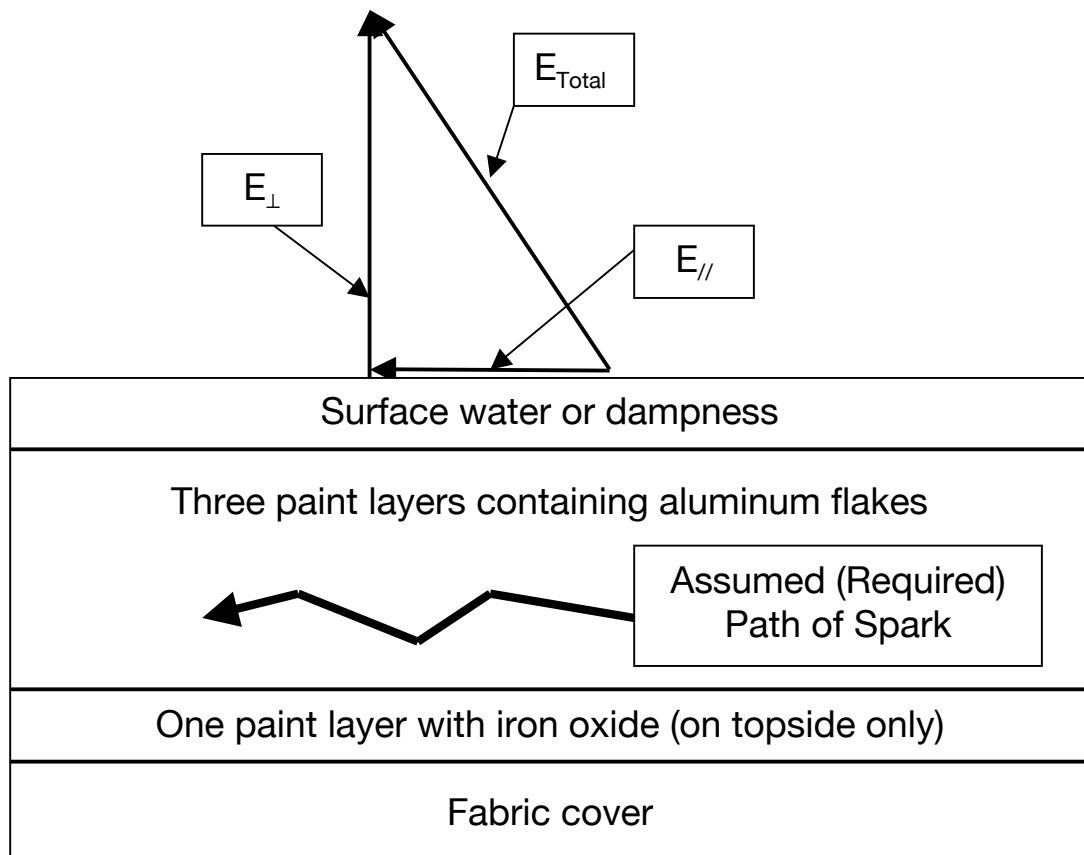 E_Total
E_⊥
E_//
Surface water or dampness
Three paint layers containing aluminum flakes
Assumed (Required)
Path of Spark
One paint layer with iron oxide (on topside only)
Fabric cover